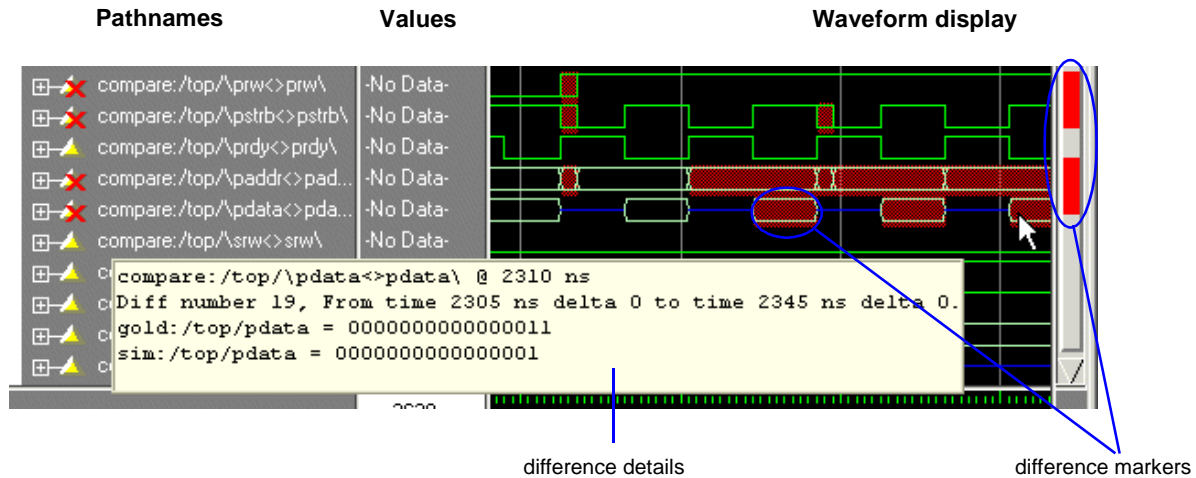 Pathnames Values Waveform display
compare:/top/\prw<>prw\ -No Data-
compare:/top/\pstrb<>pstrb\ -No Data-
compare:/top/\prdy<>prdy\ -No Data-
compare:/top/\paddr<>pad... -No Data-
compare:/top/\pdata<>pda... -No Data-
compare:/top/\srw<>srw\ -No Data-
compare:/top/\pdata<>pdata\ @ 2310 ns
Diff number 19, From time 2305 ns delta 0 to time 2345 ns delta 0.
gold:/top/pdata = 0000000000000011
sim:/top/pdata = 0000000000000001
difference details difference markers